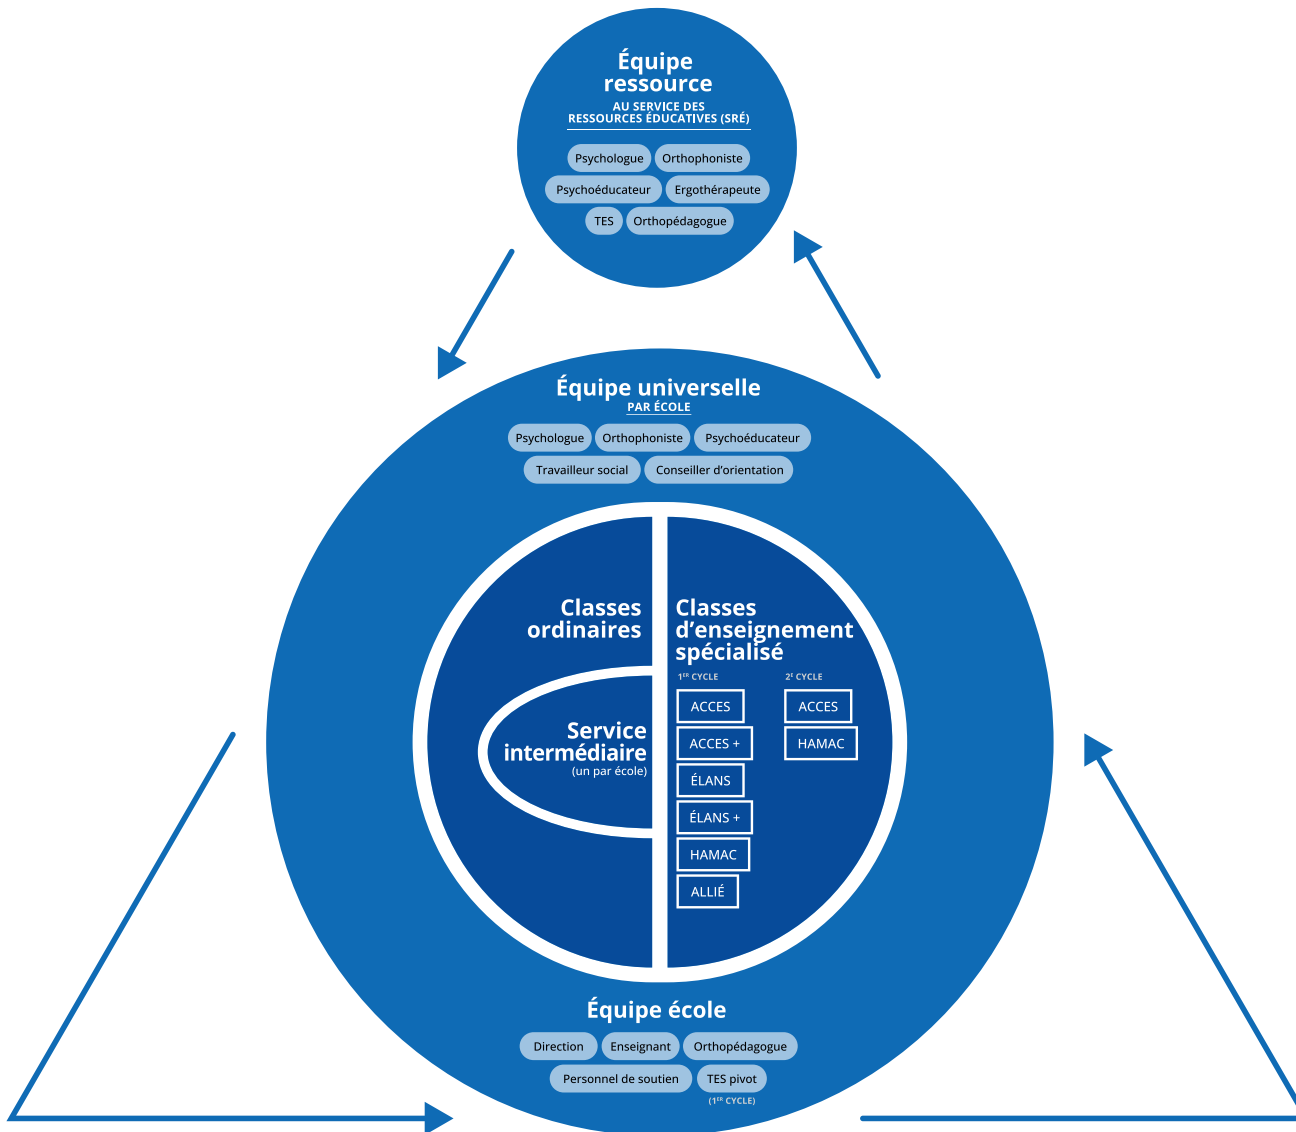 Équipe
ressource
AU SERVICE DES
RESSOURCES ÉDUCATIVES (SRÉ)
Psychologue
Orthophoniste
Psychoéducateur
Ergothérapeute
TES
Orthopédagogue
Équipe universelle
PAR ÉCOLE
Psychologue
Orthophoniste
Psychoéducateur
Travailleur social
Conseiller d'orientation
Classes
ordinaires
Service
intermédiaire
(un par école)
Classes
d'enseignement
spécialisé
1ER CYCLE
ACCES
ACCES +
ÉLANS
ÉLANS +
HAMAC
ALLIÉ
2E CYCLE
ACCES
HAMAC
Équipe école
Direction
Enseignant
Orthopédagogue
Personnel de soutien
TES pivot
(1ER CYCLE)